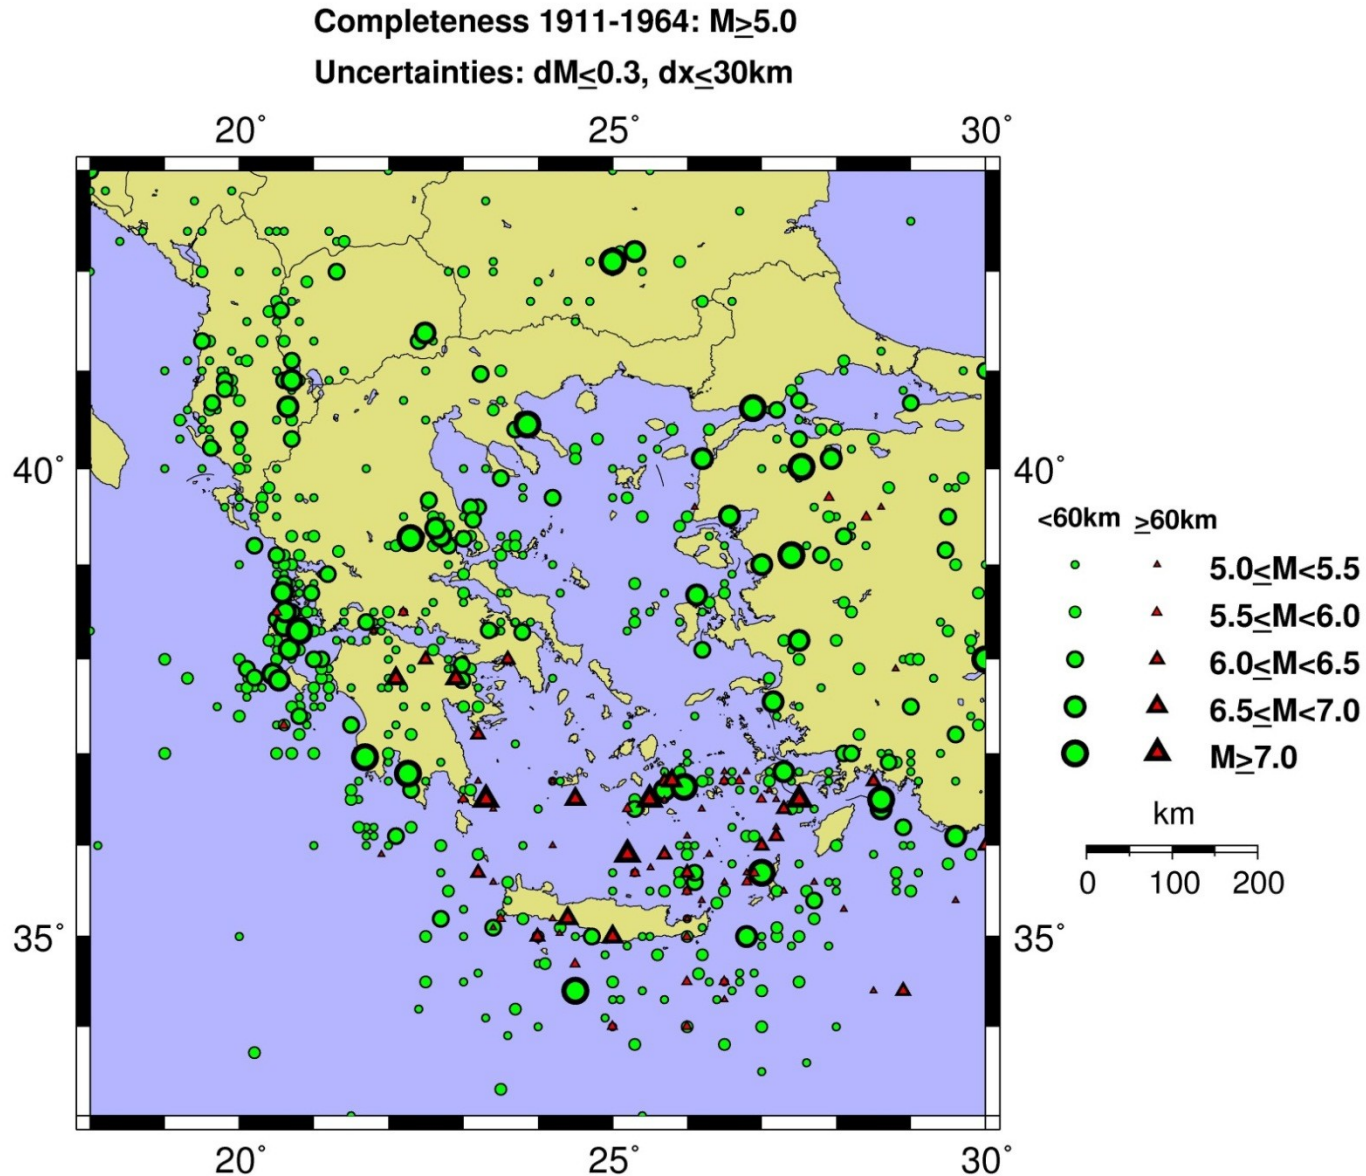 Completeness 1911-1964: M≥5.0
Uncertainties: dM≤0.3, dx≤30km
20° 25° 30°
40° 40°
<60km ≥60km
5.0≤M<5.5
5.5≤M<6.0
6.0≤M<6.5
6.5≤M<7.0
M≥7.0
km
0 100 200
35° 35°
20° 25° 30°